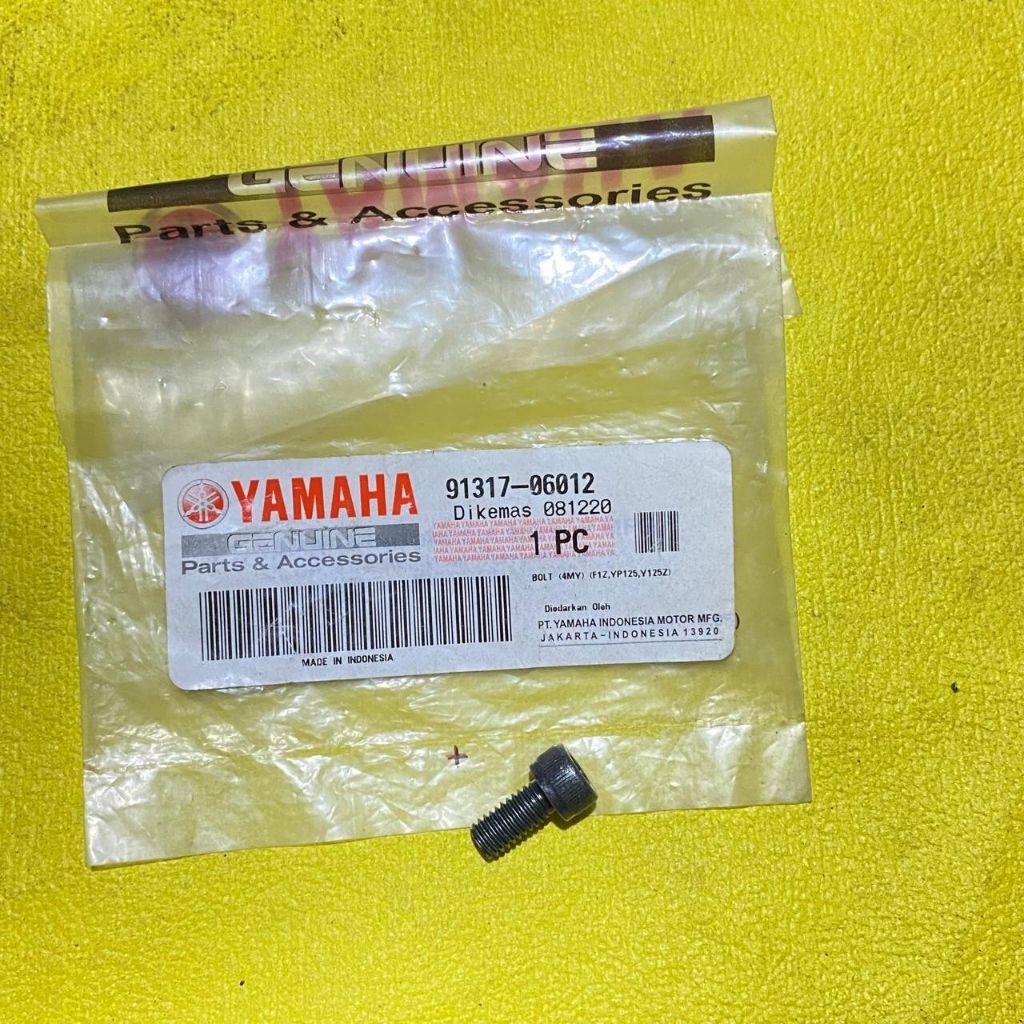 GENUINE
Parts & Accessories
YAMAHA
91317-06012
Dikemas 081220
GENUINE
Parts & Accessories
1 PC
BOLT (4MY) (F1Z,YP125,Y125Z)
Diedarkan Oleh
PT. YAMAHA INDONESIA MOTOR MFG.
JAKARTA-INDONESIA 13920
MADE IN INDONESIA